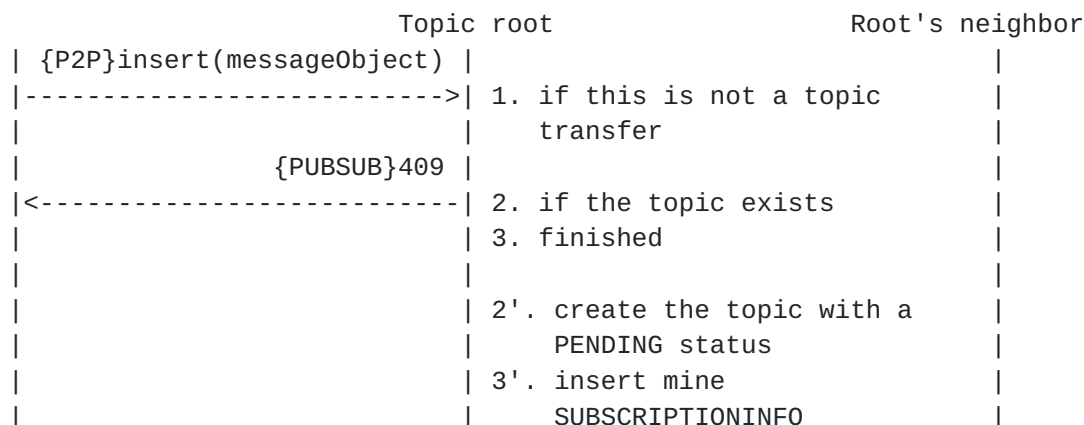 Topic root                   Root's neighbor
| {P2P}insert(messageObject) |                                  |
|--------------------------->| 1. if this is not a topic        |
|                            |    transfer                      |
|                {PUBSUB}409 |                                  |
|<---------------------------| 2. if the topic exists           |
|                            | 3. finished                      |
|                            |                                  |
|                            | 2'. create the topic with a      |
|                            |     PENDING status               |
|                            | 3'. insert mine                  |
|                            |     SUBSCRIPTIONINFO             |